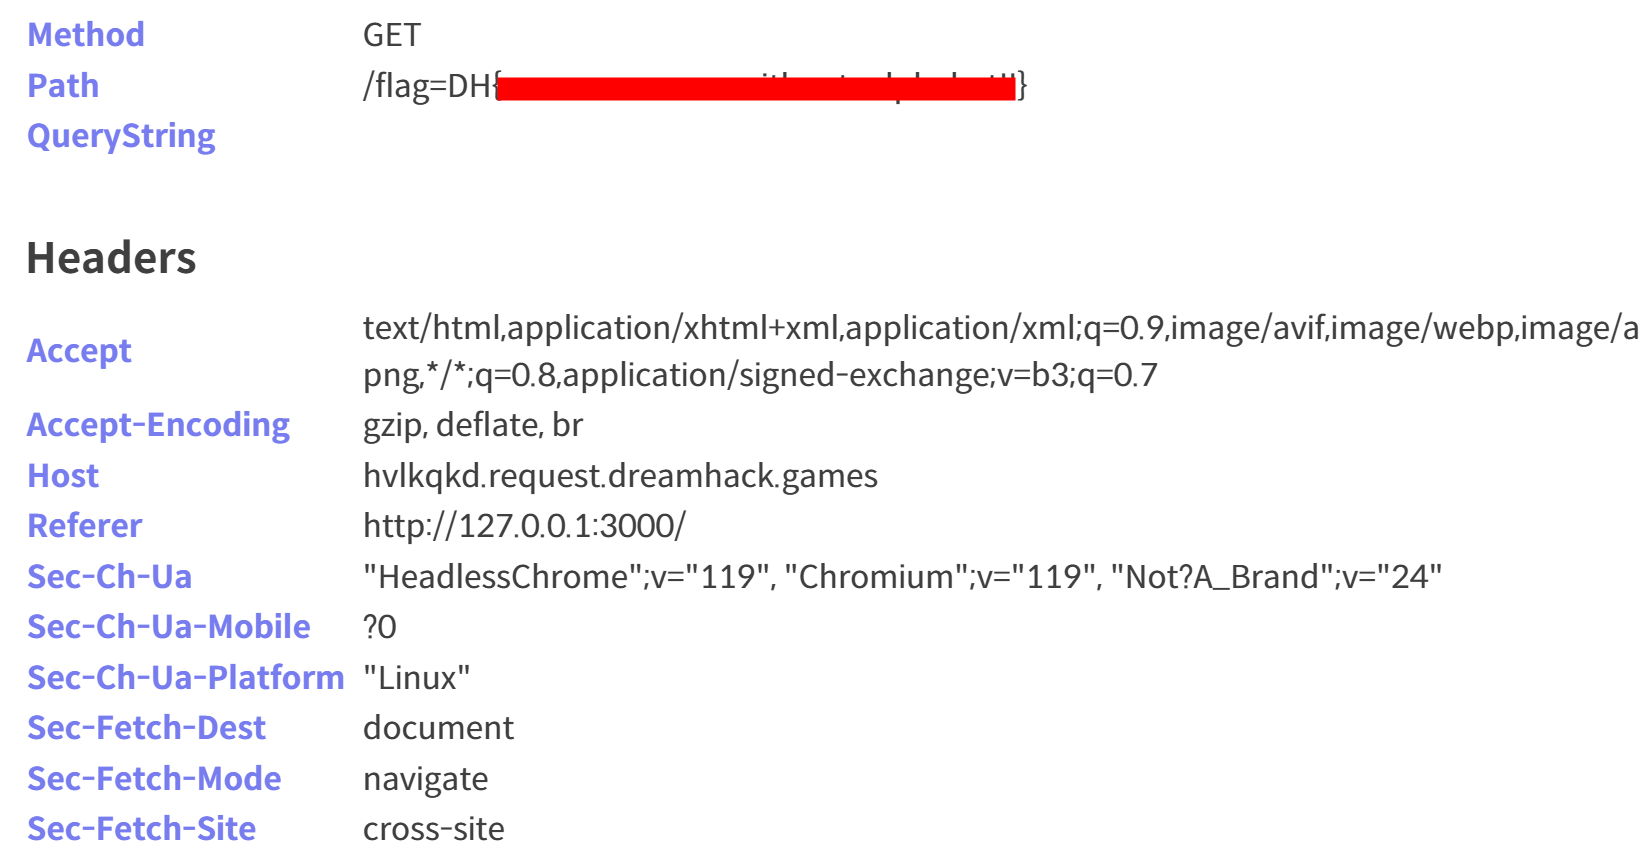 Method GET
Path /flag=DH{ }
QueryString
Headers
Accept text/html,application/xhtml+xml,application/xml;q=0.9,image/avif,image/webp,image/a
png,*/*;q=0.8,application/signed-exchange;v=b3;q=0.7
Accept-Encoding gzip, deflate, br
Host hvlkqkd.request.dreamhack.games
Referer http://127.0.0.1:3000/
Sec-Ch-Ua "HeadlessChrome";v="119", "Chromium";v="119", "Not?A_Brand";v="24"
Sec-Ch-Ua-Mobile ?0
Sec-Ch-Ua-Platform "Linux"
Sec-Fetch-Dest document
Sec-Fetch-Mode navigate
Sec-Fetch-Site cross-site